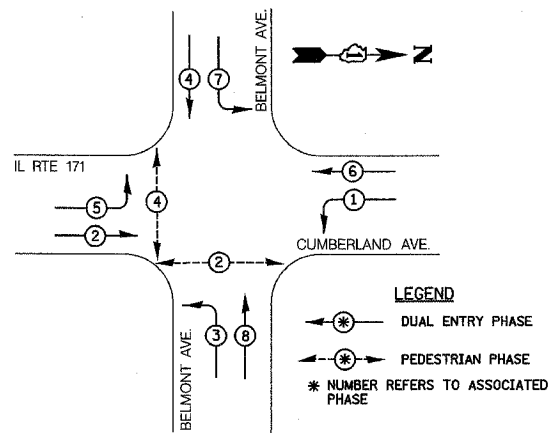 BELMONT AVE.
N
4
7
IL RTE 171
6
1
4
5
2
CUMBERLAND AVE.
2
BELMONT AVE.
3
8
LEGEND
* DUAL ENTRY PHASE
* PEDESTRIAN PHASE
* NUMBER REFERS TO ASSOCIATED
PHASE